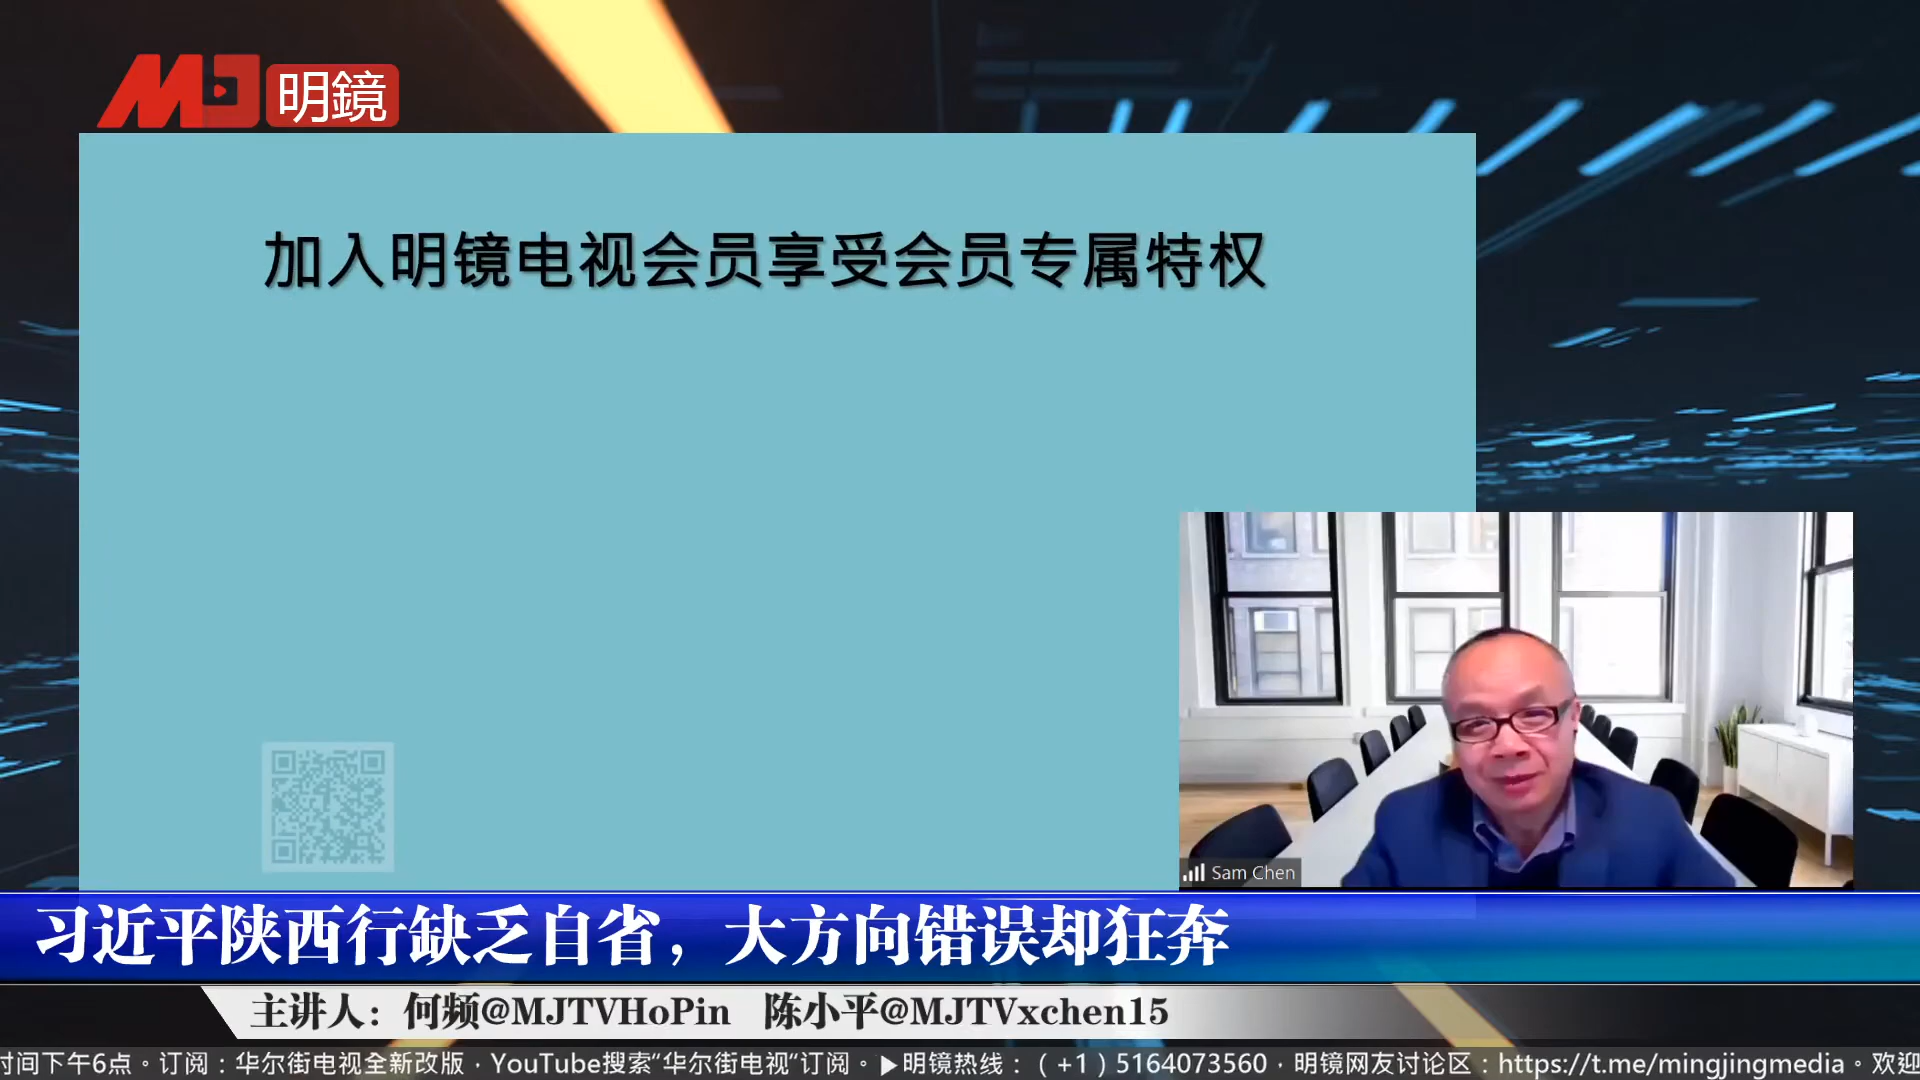 MJ 明鏡
加入明镜电视会员享受会员专属特权
Sam Chen
习近平陕西行缺乏自省，大方向错误却狂奔
主讲人：何频@MJTVHoPin 陈小平@MJTVxchen15
时间下午6点。订阅：华尔街电视全新改版，YouTube搜索“华尔街电视“订阅。▶明镜热线：（+1）5164073560，明镜网友讨论区：https://t.me/mingjingmedia。欢迎